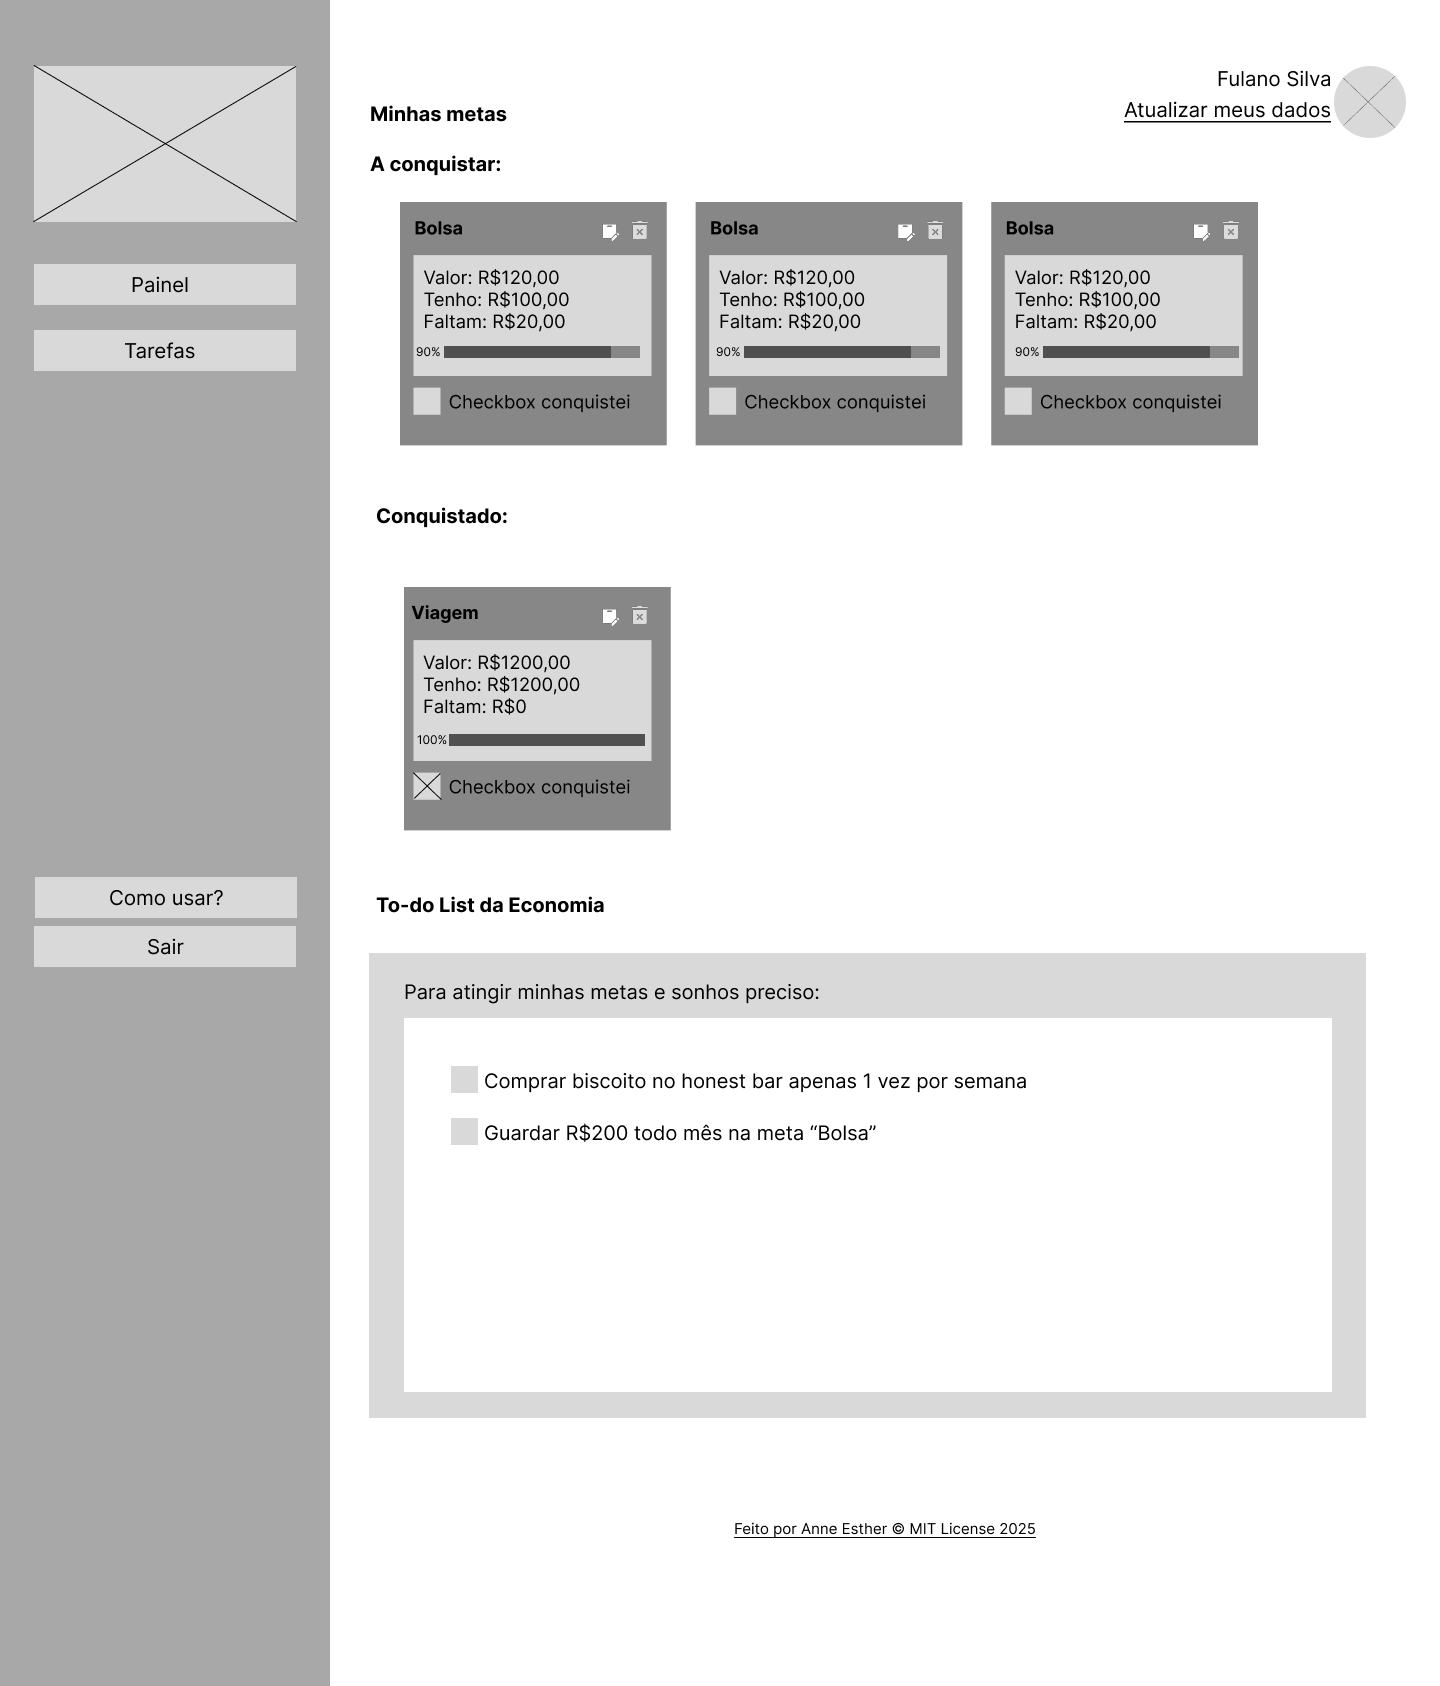 Painel
Tarefas
Como usar?
Sair
Fulano Silva
Atualizar meus dados
Minhas metas
A conquistar:
Bolsa
Valor: R$120,00
Tenho: R$100,00
Faltam: R$20,00
90%
Checkbox conquistei
Bolsa
Valor: R$120,00
Tenho: R$100,00
Faltam: R$20,00
90%
Checkbox conquistei
Bolsa
Valor: R$120,00
Tenho: R$100,00
Faltam: R$20,00
90%
Checkbox conquistei
Conquistado:
Viagem
Valor: R$1200,00
Tenho: R$1200,00
Faltam: R$0
100%
Checkbox conquistei
To-do List da Economia
Para atingir minhas metas e sonhos preciso:
Comprar biscoito no honest bar apenas 1 vez por semana
Guardar R$200 todo mês na meta “Bolsa”
Feito por Anne Esther © MIT License 2025